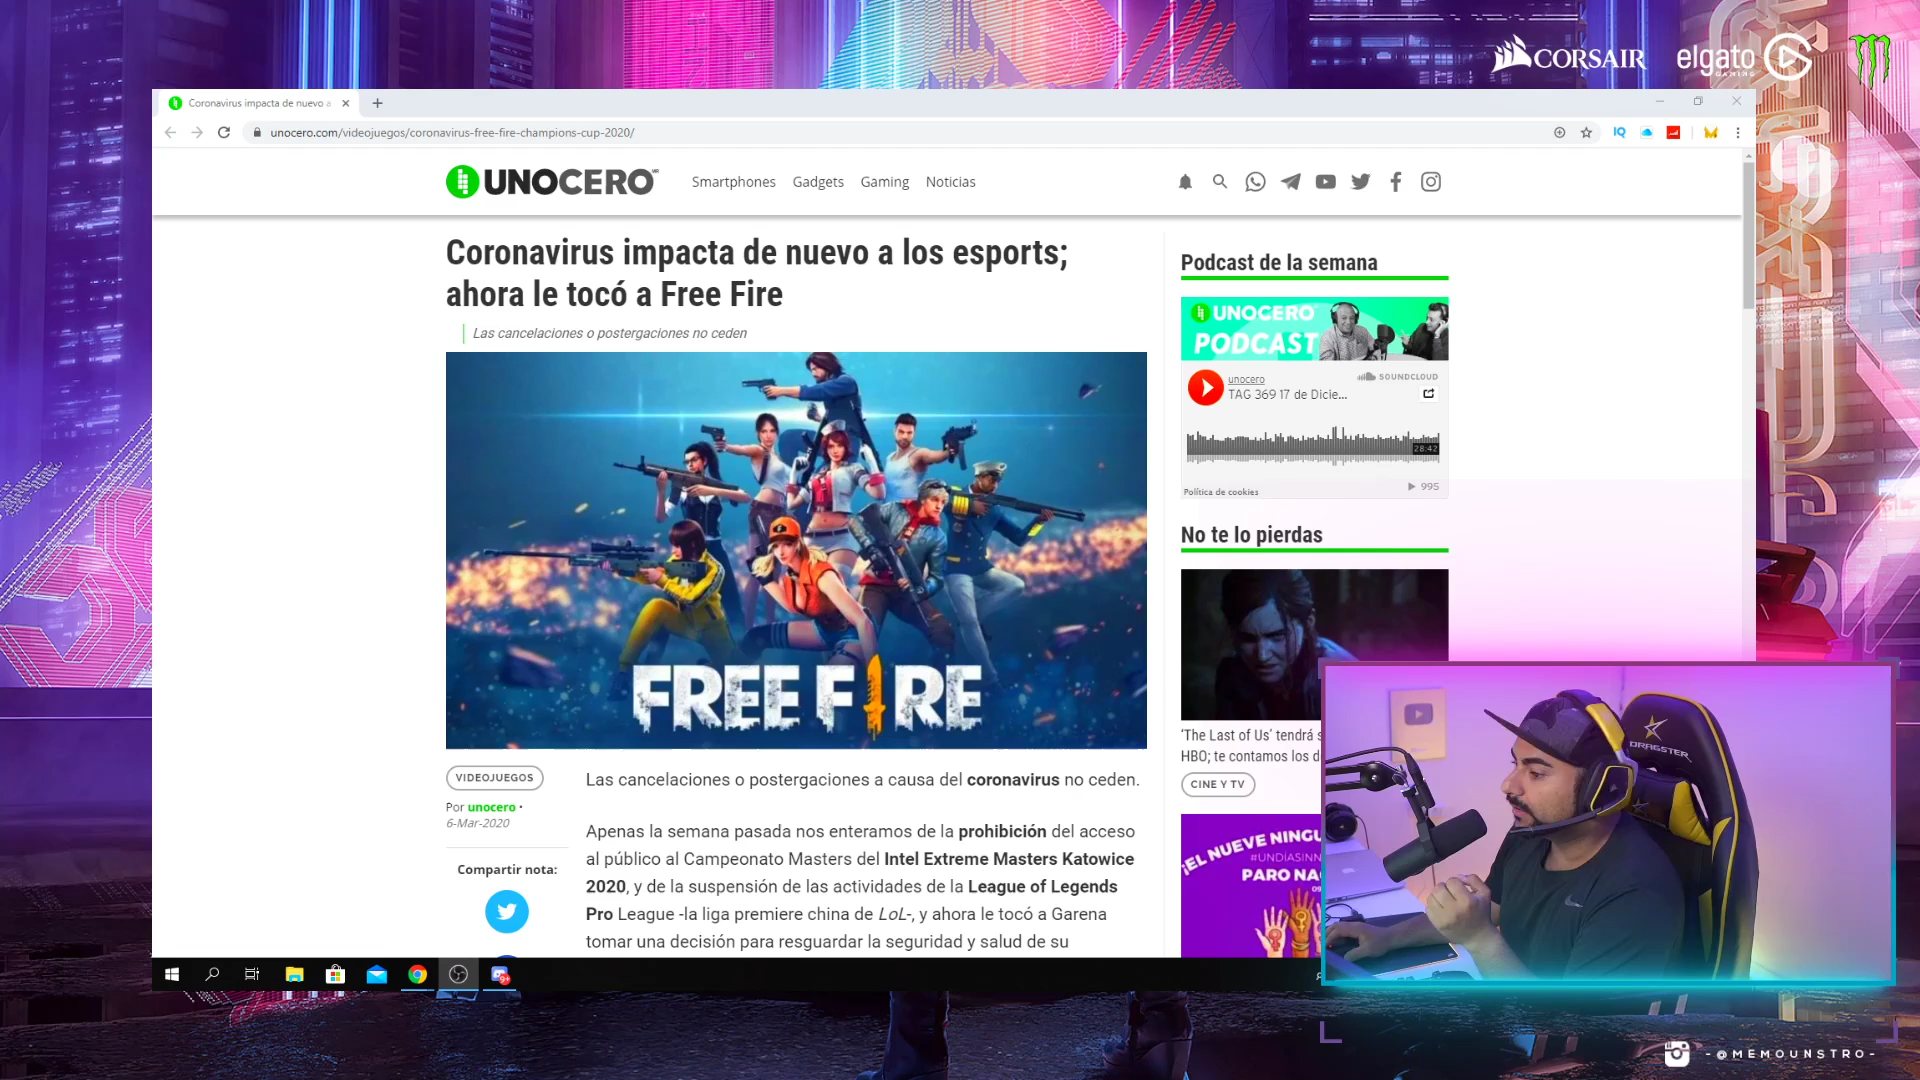 CORSAIR
elgato
GAMING
Coronavirus impacta de nuevo a
unocero.com/videojuegos/coronavirus-free-fire-champions-cup-2020/
IQ
UNOCERO
Smartphones
Gadgets
Gaming
Noticias
Coronavirus impacta de nuevo a los esports;
ahora le tocó a Free Fire
Las cancelaciones o postergaciones no ceden
FREE FIRE
VIDEOJUEGOS
Por unocero •
6-Mar-2020
Compartir nota:
Las cancelaciones o postergaciones a causa del coronavirus no ceden.
Apenas la semana pasada nos enteramos de la prohibición del acceso
al público al Campeonato Masters del Intel Extreme Masters Katowice
2020, y de la suspensión de las actividades de la League of Legends
Pro League -la liga premiere china de LoL-, y ahora le tocó a Garena
tomar una decisión para resguardar la seguridad y salud de su
Podcast de la semana
UNOCERO
PODCAST
unocero
SOUNDCLOUD
TAG 369 17 de Dicie...
28:42
Política de cookies
995
No te lo pierdas
'The Last of Us' tendrá
HBO; te contamos los
CINE Y TV
¡EL NUEVE
#UNDIASIN
PARO
DRAGSTER
-@MEMOUNSTRO-